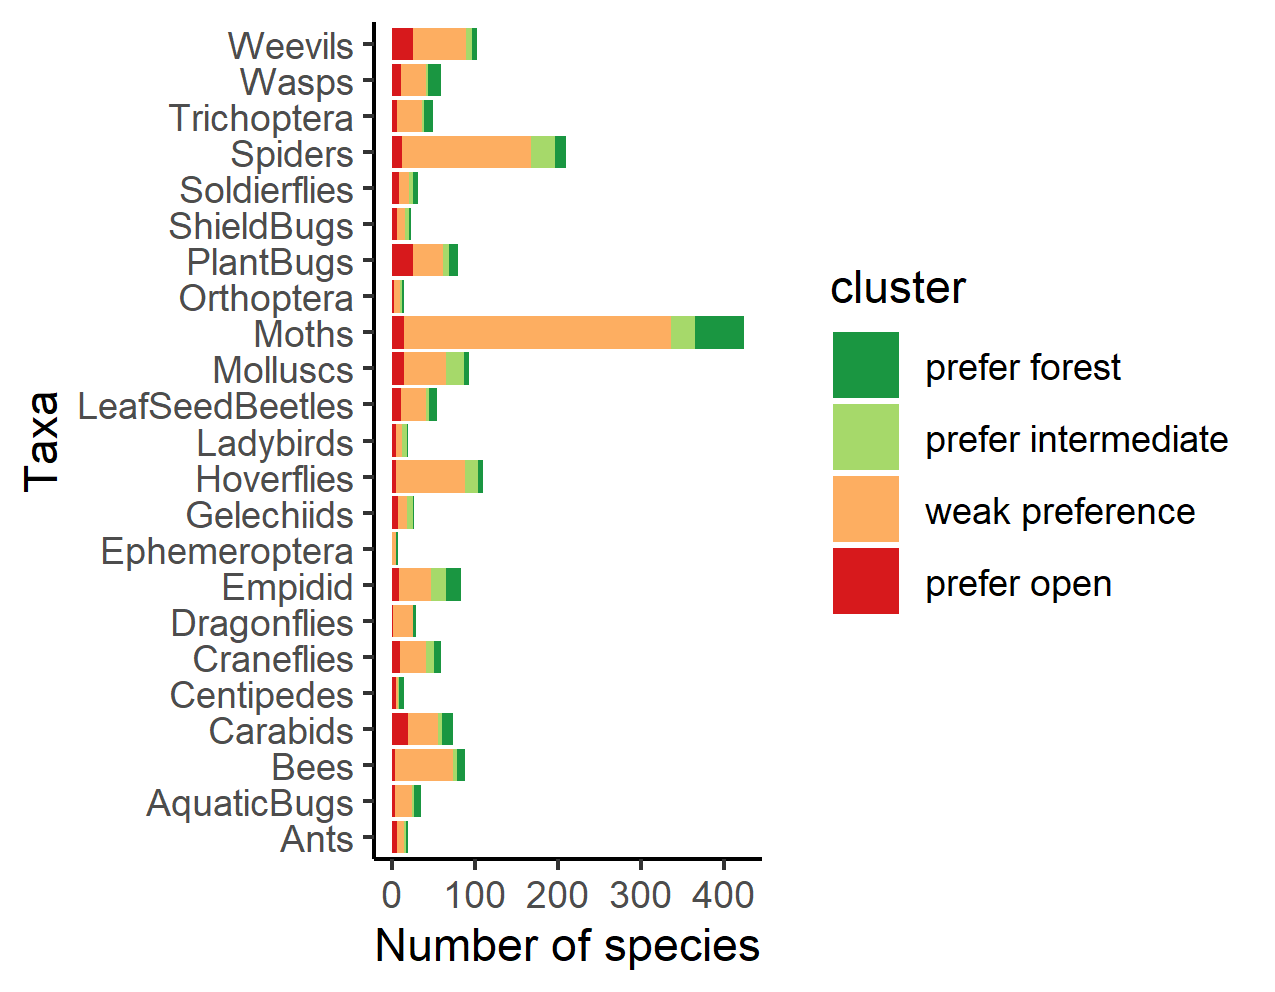 Weevils
Wasps
Trichoptera
Spiders
Soldierflies
ShieldBugs
PlantBugs
Orthoptera
Moths
Molluscs
LeafSeedBeetles
Ladybirds
Hoverflies
Gelechiids
Ephemeroptera
Empidid
Dragonflies
Craneflies
Centipedes
Carabids
Bees
AquaticBugs
Ants
Taxa
0 100 200 300 400
Number of species
cluster
prefer forest
prefer intermediate
weak preference
prefer open